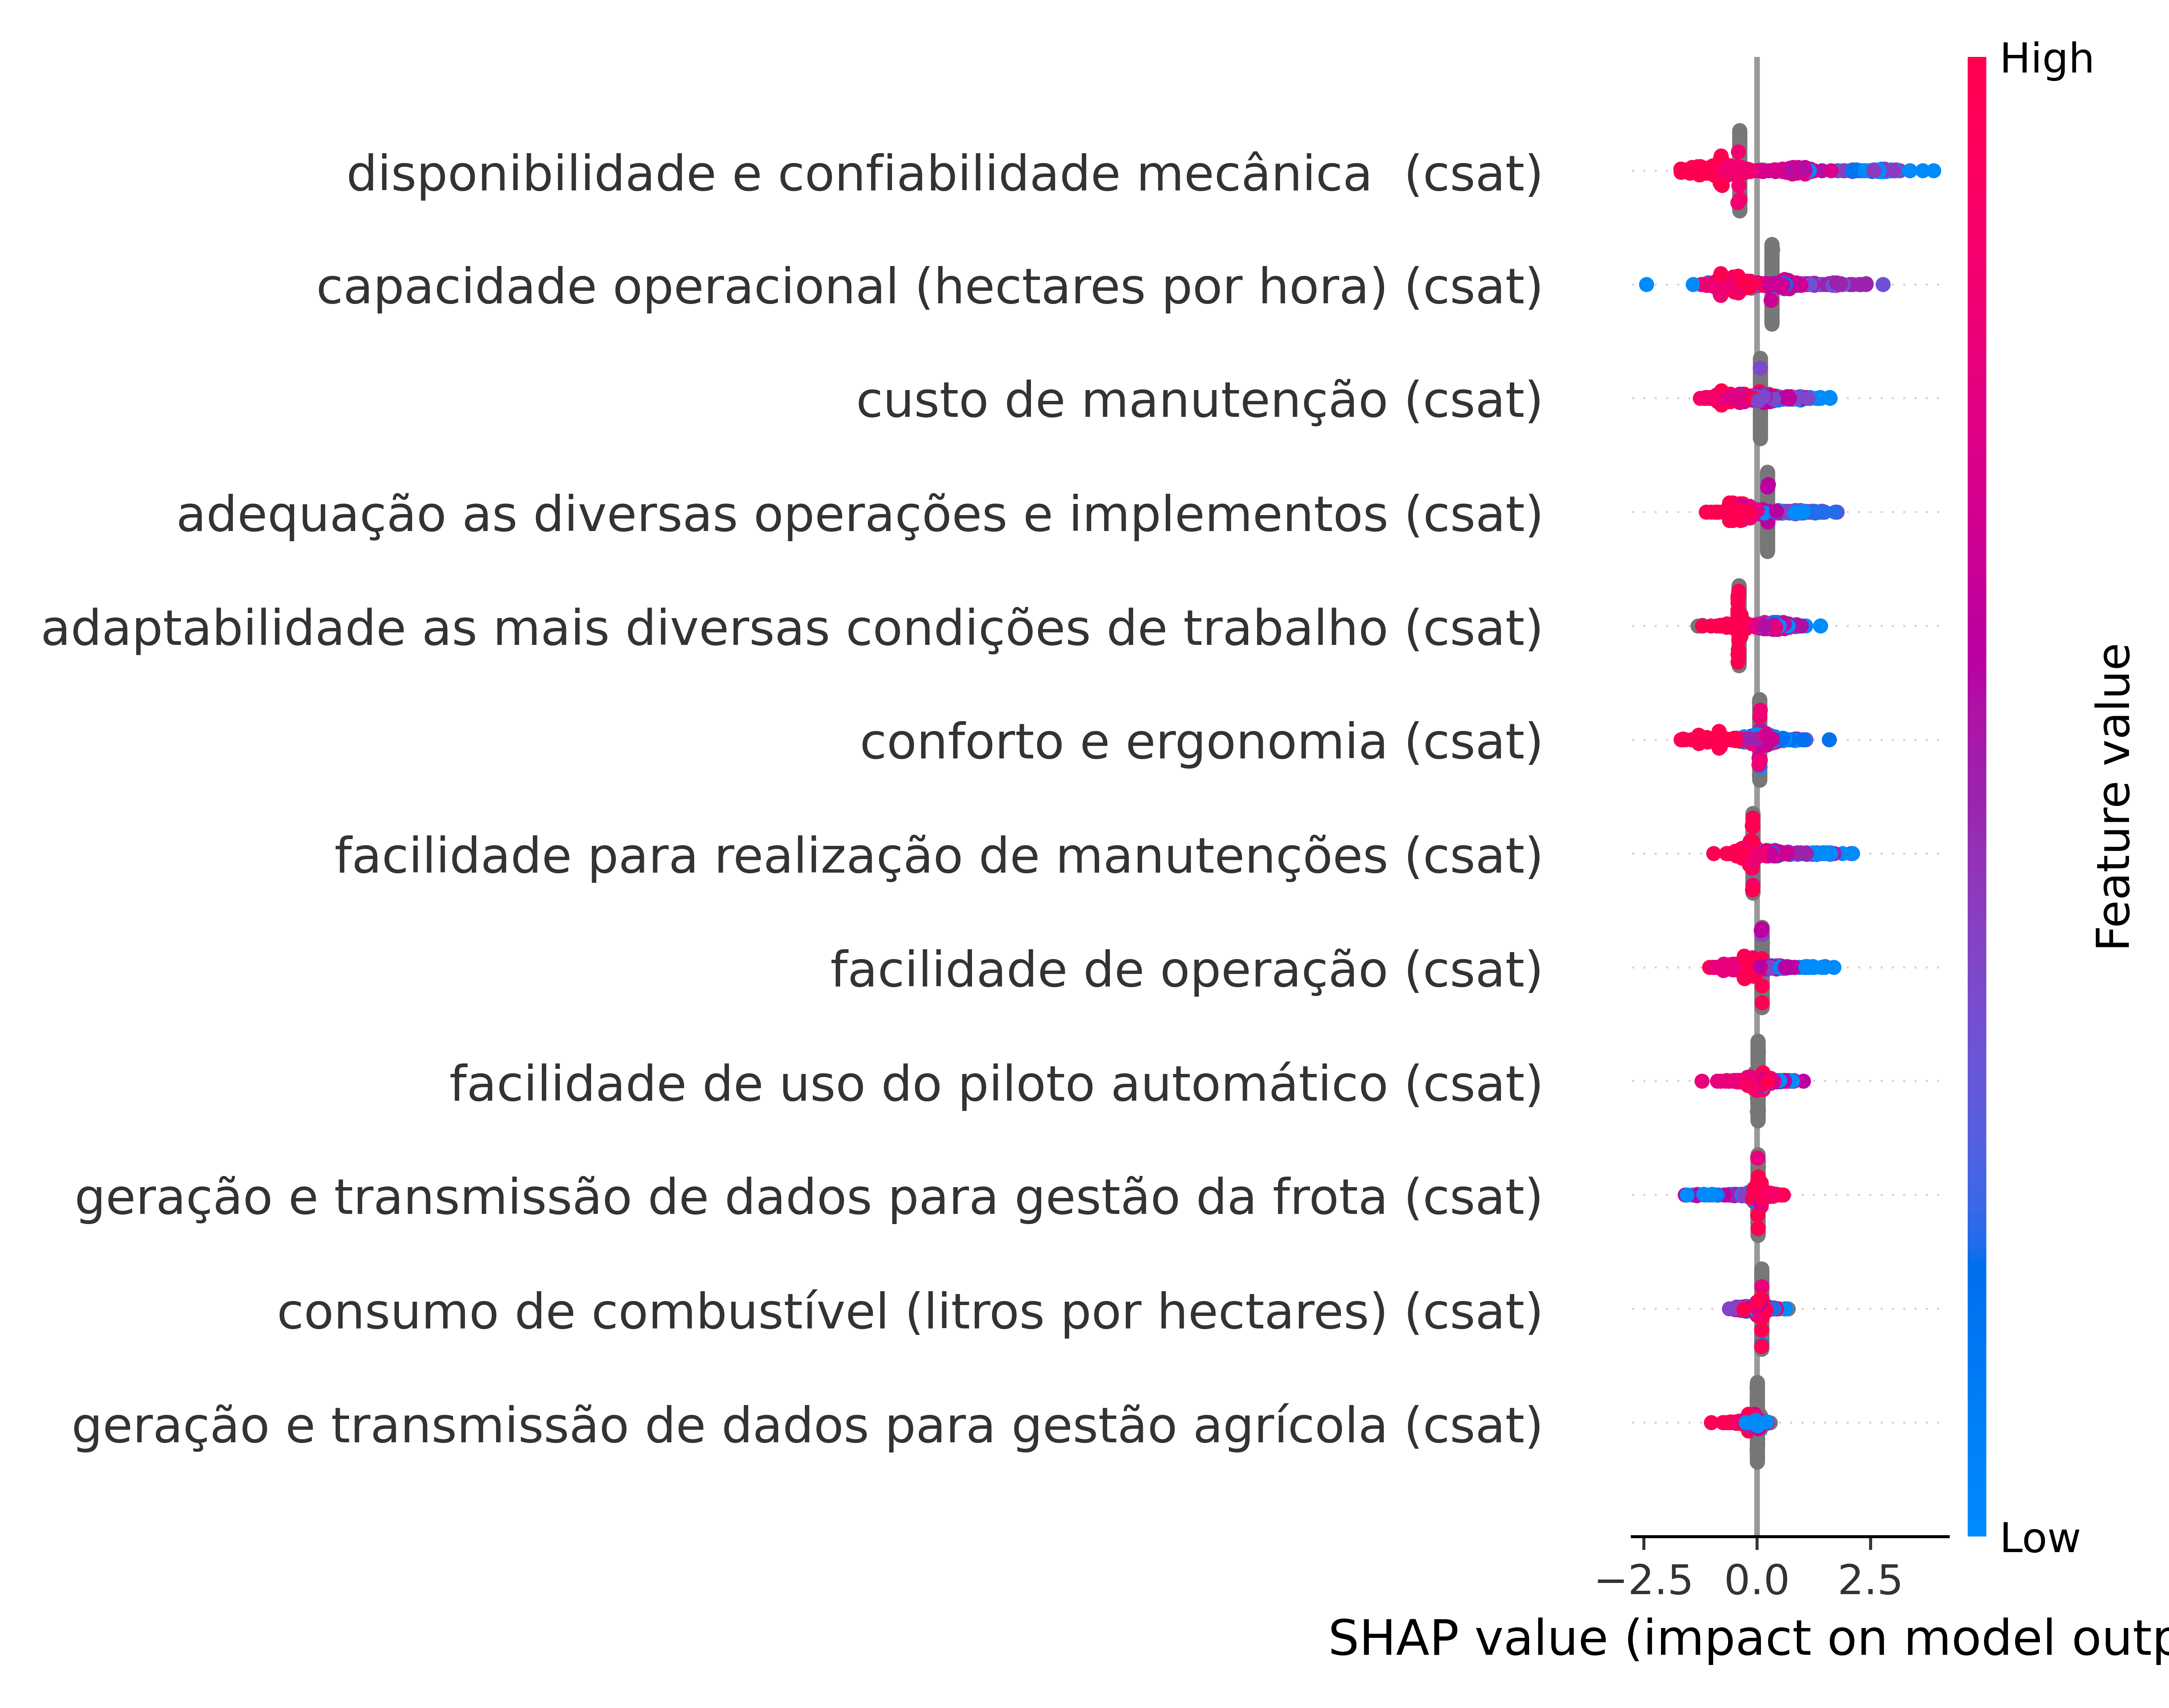 High
disponibilidade e confiabilidade mecânica  (csat)
capacidade operacional (hectares por hora) (csat)
custo de manutenção (csat)
adequação as diversas operações e implementos (csat)
adaptabilidade as mais diversas condições de trabalho (csat)
conforto e ergonomia (csat)
facilidade para realização de manutenções (csat)
facilidade de operação (csat)
facilidade de uso do piloto automático (csat)
geração e transmissão de dados para gestão da frota (csat)
consumo de combustível (litros por hectares) (csat)
geração e transmissão de dados para gestão agrícola (csat)
Feature value
Low
−2.5 0.0 2.5
SHAP value (impact on model outp